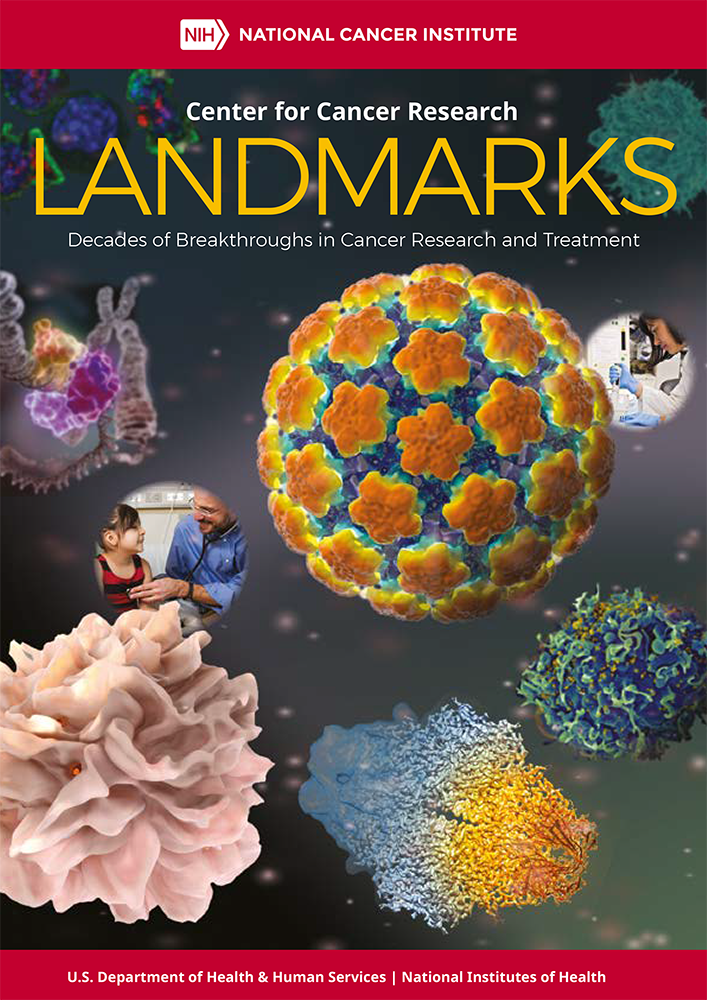 NIH NATIONAL CANCER INSTITUTE
Center for Cancer Research
LANDMARKS
Decades of Breakthroughs in Cancer Research and Treatment
U.S. Department of Health & Human Services | National Institutes of Health